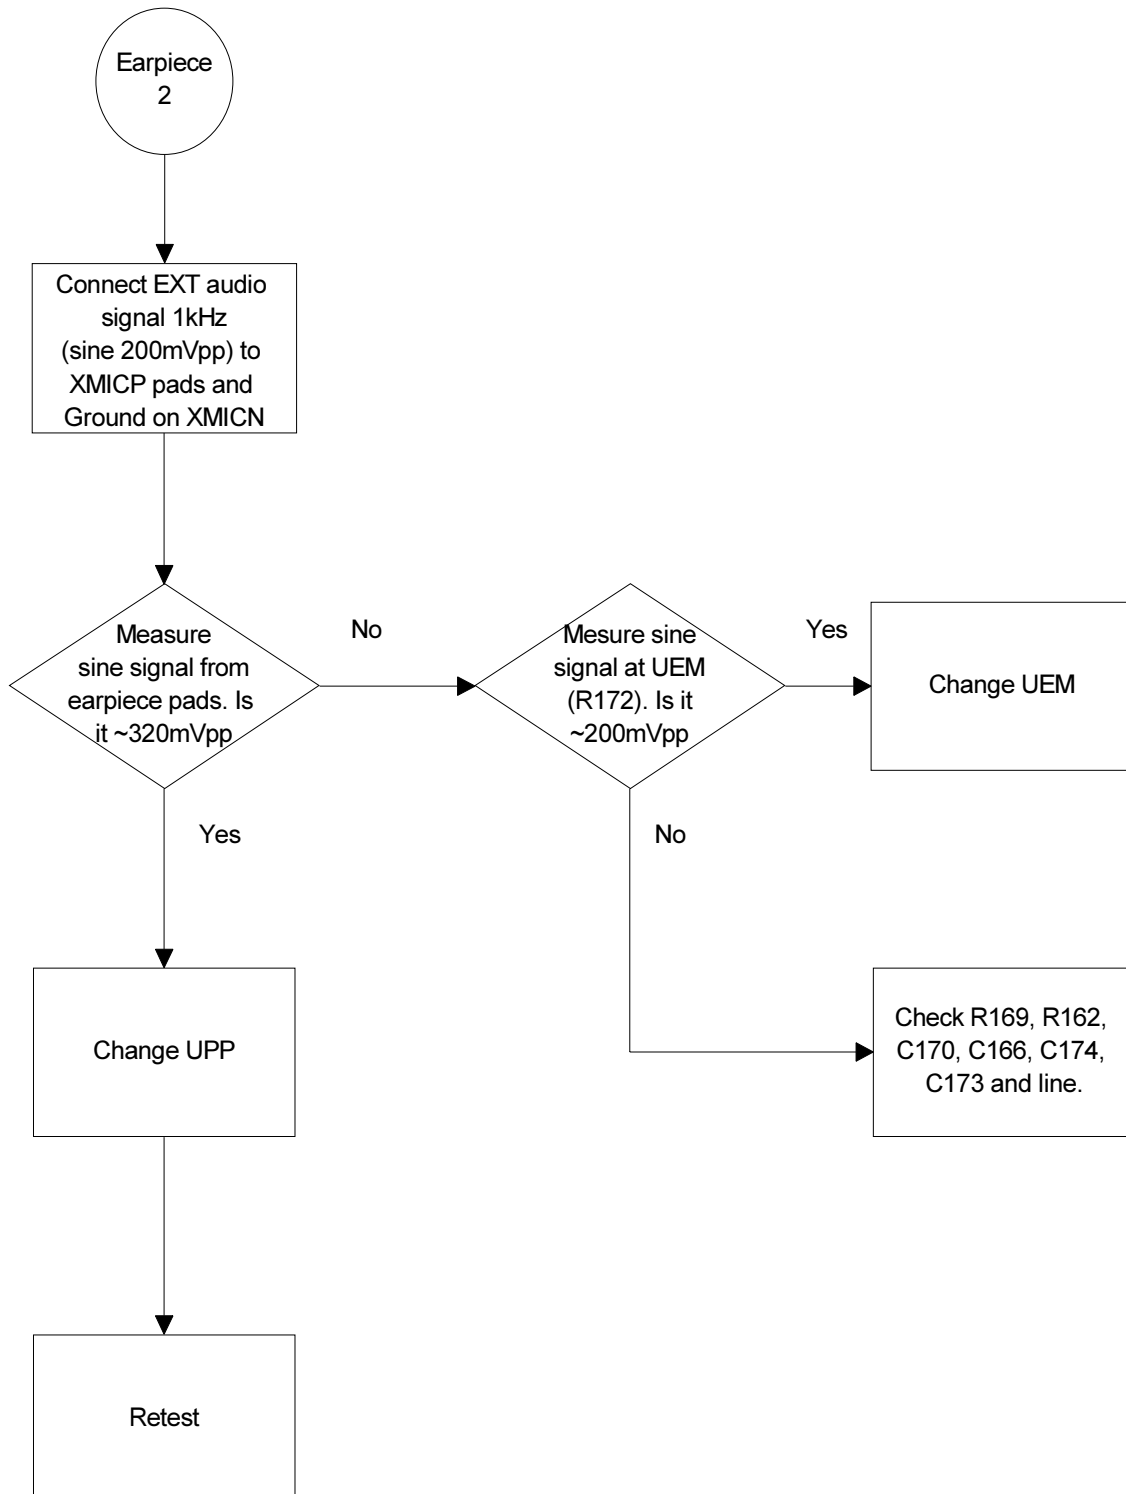 Earpiece
2
Connect EXT audio
signal 1kHz
(sine 200mVpp) to
XMICP pads and
Ground on XMICN
Measure
sine signal from
earpiece pads. Is
it ~320mVpp
No
Mesure sine
signal at UEM
(R172). Is it
~200mVpp
Yes
Change UEM
Yes
No
Change UPP
Check R169, R162,
C170, C166, C174,
C173 and line.
Retest